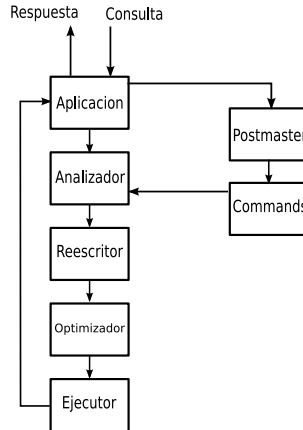 Respuesta
Consulta
Aplicacion
Postmaster
Analizador
Commands
Reescritor
Optimizador
Ejecutor